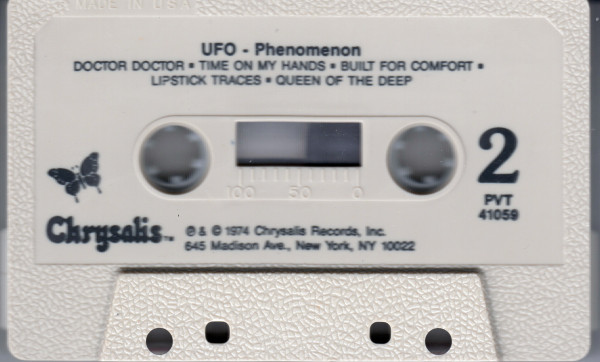 MADE IN U.S.A
UFO - Phenomenon
DOCTOR DOCTOR • TIME ON MY HANDS • BUILT FOR COMFORT •
LIPSTICK TRACES • QUEEN OF THE DEEP
2
100 50 0
PVT
41059
Chrysalis™
℗ & © 1974 Chrysalis Records, Inc.
645 Madison Ave., New York, NY 10022